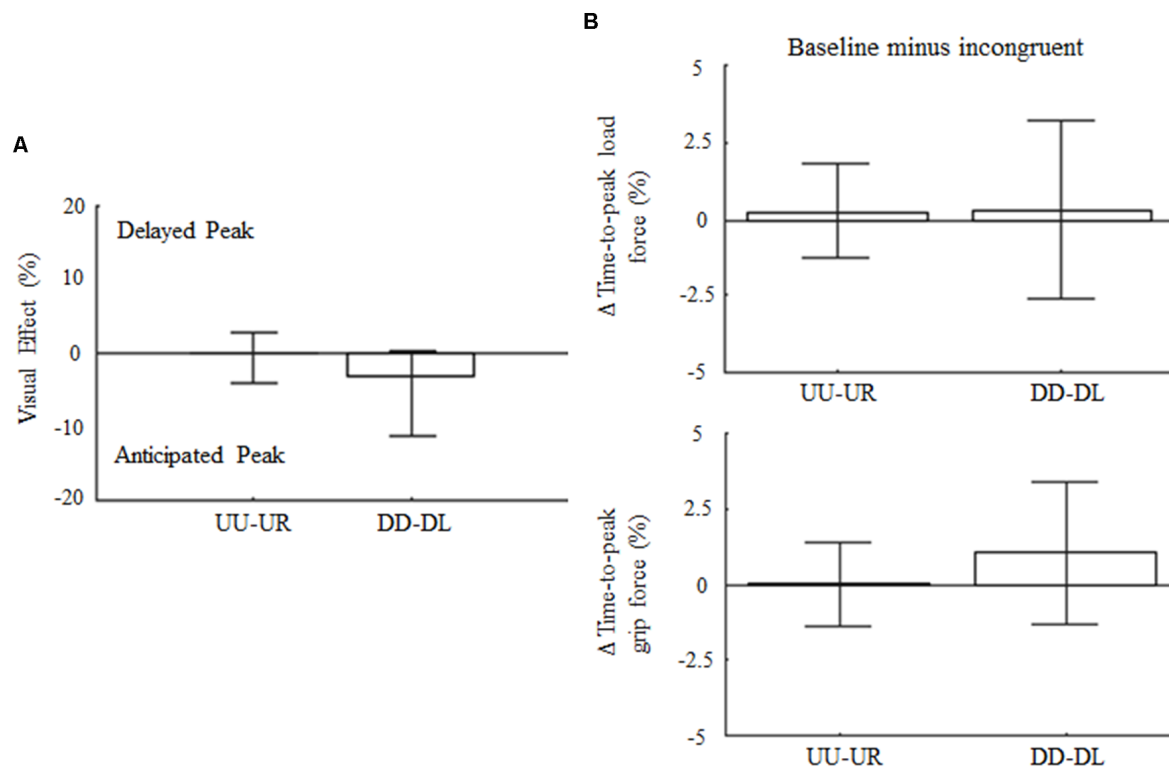 A
Visual Effect (%)
20
10
0
-10
-20
Delayed Peak
Anticipated Peak
UU-UR DD-DL
B
Baseline minus incongruent
Δ Time-to-peak load
force (%)
5
2.5
0
-2.5
-5
UU-UR DD-DL
Δ Time-to-peak
grip force (%)
5
2.5
0
-2.5
-5
UU-UR DD-DL